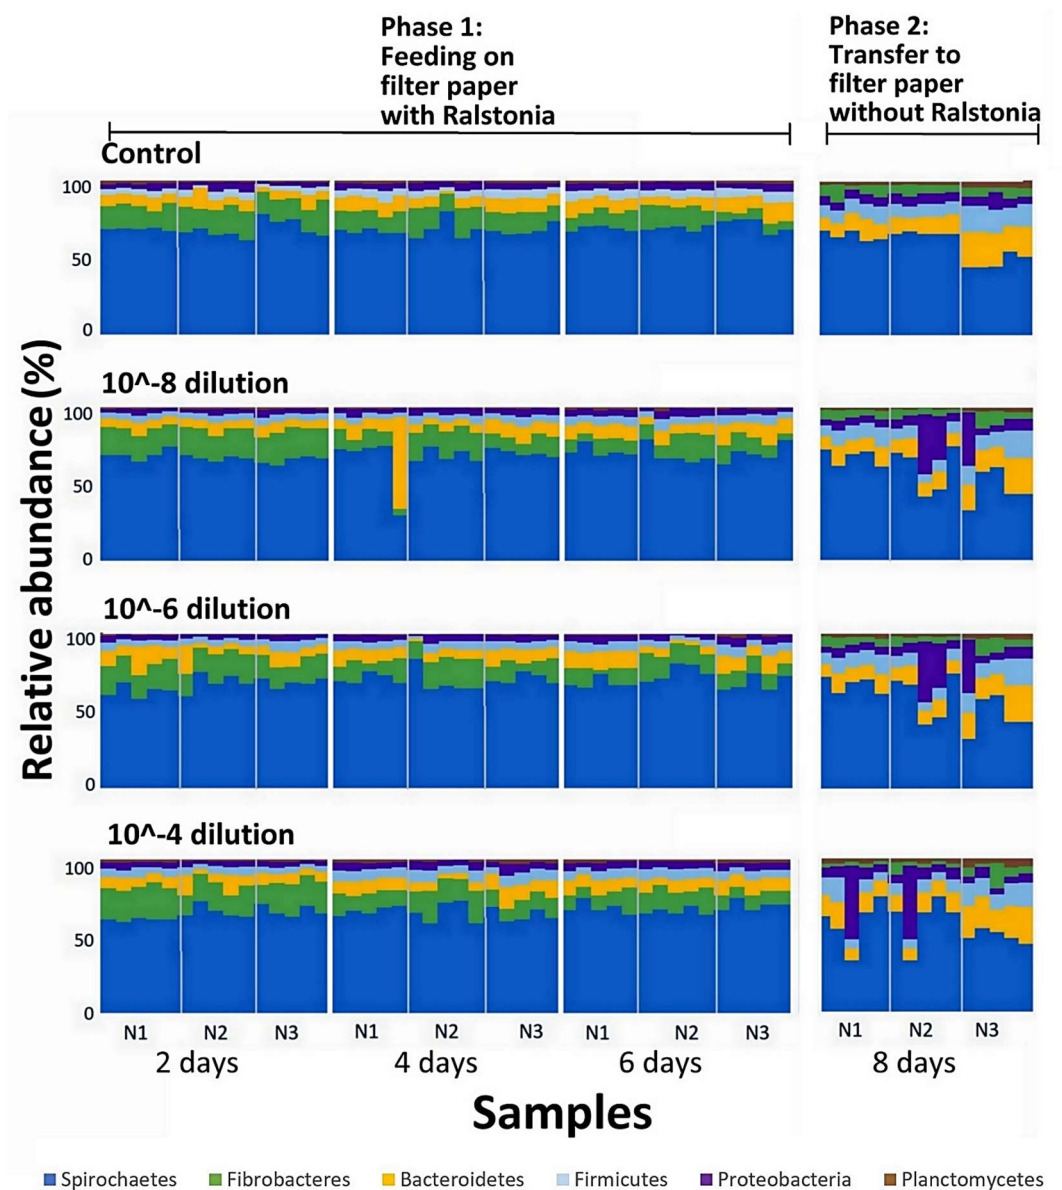 Phase 1:
Feeding on
filter paper
with Ralstonia
Phase 2:
Transfer to
filter paper
without Ralstonia
Control
100
50
0
10^-8 dilution
100
50
0
10^-6 dilution
100
50
0
10^-4 dilution
100
50
0
Relative abundance (%)
N1 N2 N3 N1 N2 N3 N1 N2 N3 N1 N2 N3
2 days 4 days 6 days 8 days
Samples
Spirochaetes Fibrobacteres Bacteroidetes Firmicutes Proteobacteria Planctomycetes